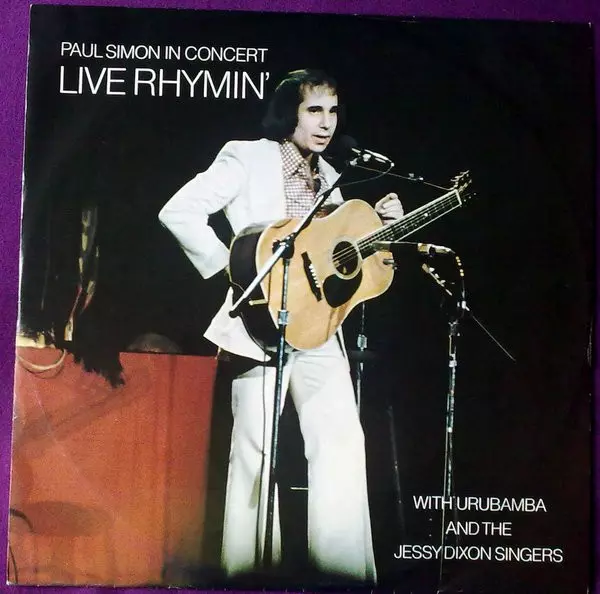 PAUL SIMON IN CONCERT
LIVE RHYMIN'
WITH URUBAMBA
AND THE
JESSY DIXON SINGERS